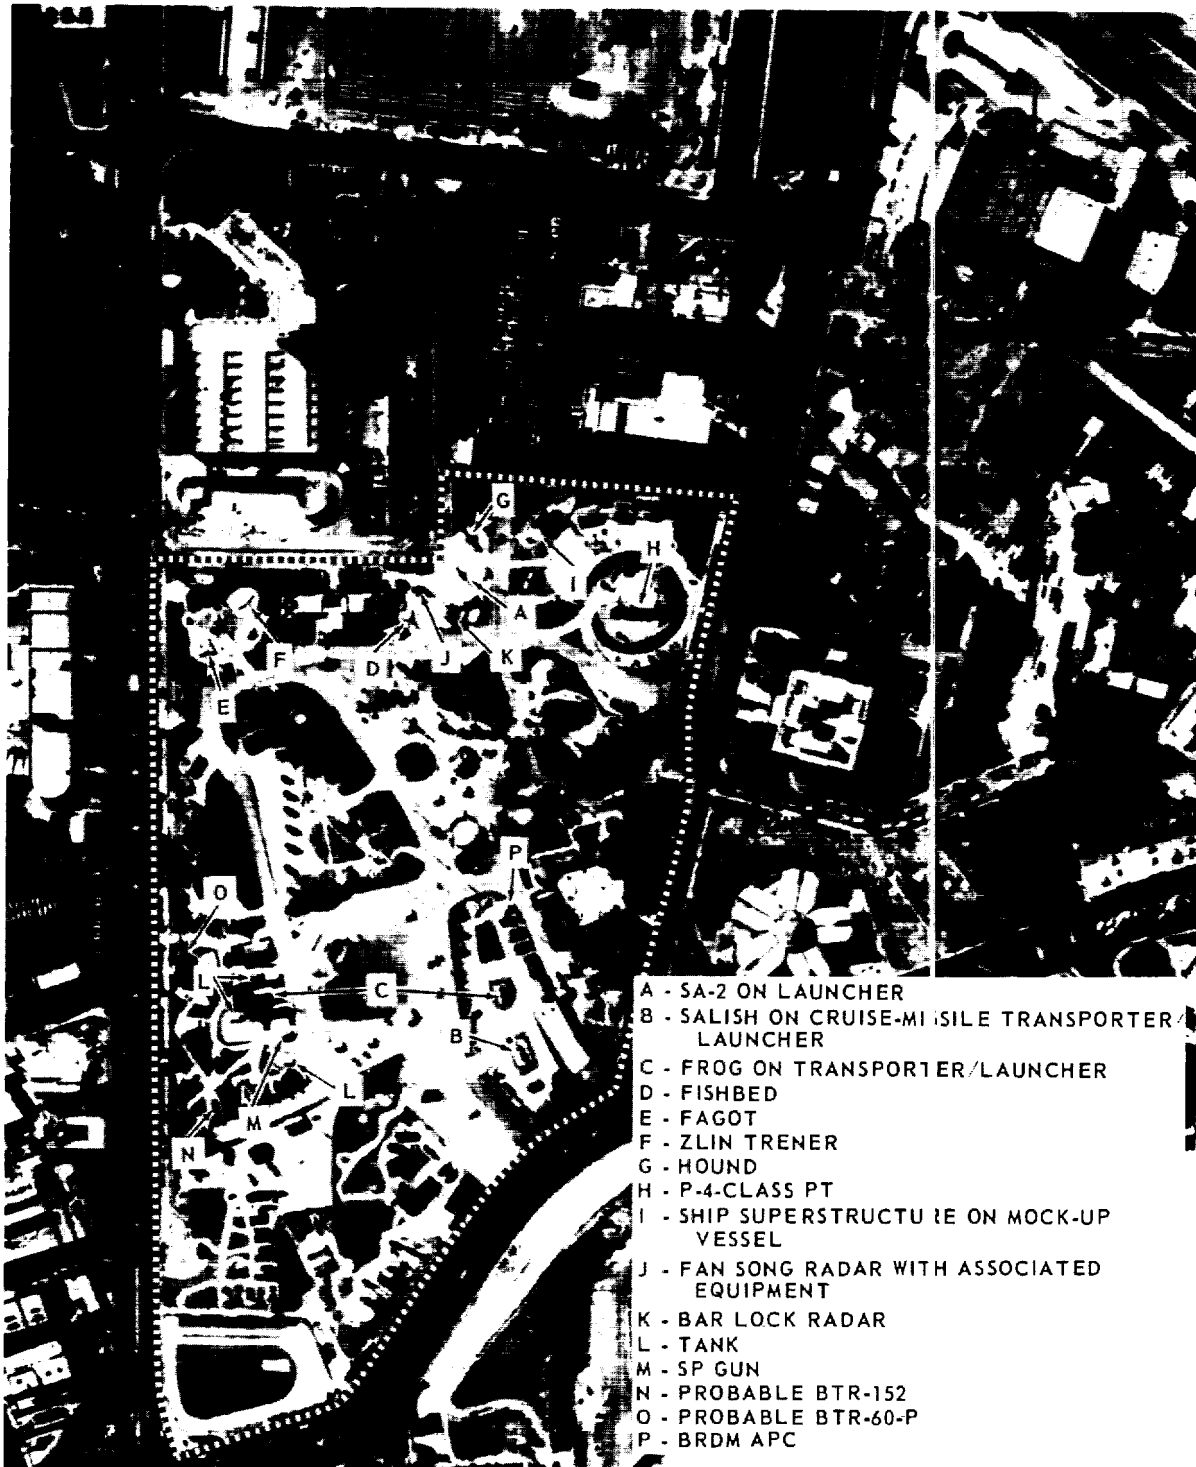 G
H
I
A
F
D
J
K
E
P
O
L
C
B
L
M
N
A - SA-2 ON LAUNCHER
B - SALISH ON CRUISE-MISSILE TRANSPORTER/
LAUNCHER
C - FROG ON TRANSPORTER/LAUNCHER
D - FISHBED
E - FAGOT
F - ZLIN TRENER
G - HOUND
H - P-4-CLASS PT
I - SHIP SUPERSTRUCTURE ON MOCK-UP
VESSEL
J - FAN SONG RADAR WITH ASSOCIATED
EQUIPMENT
K - BAR LOCK RADAR
L - TANK
M - SP GUN
N - PROBABLE BTR-152
O - PROBABLE BTR-60-P
P - BRDM APC